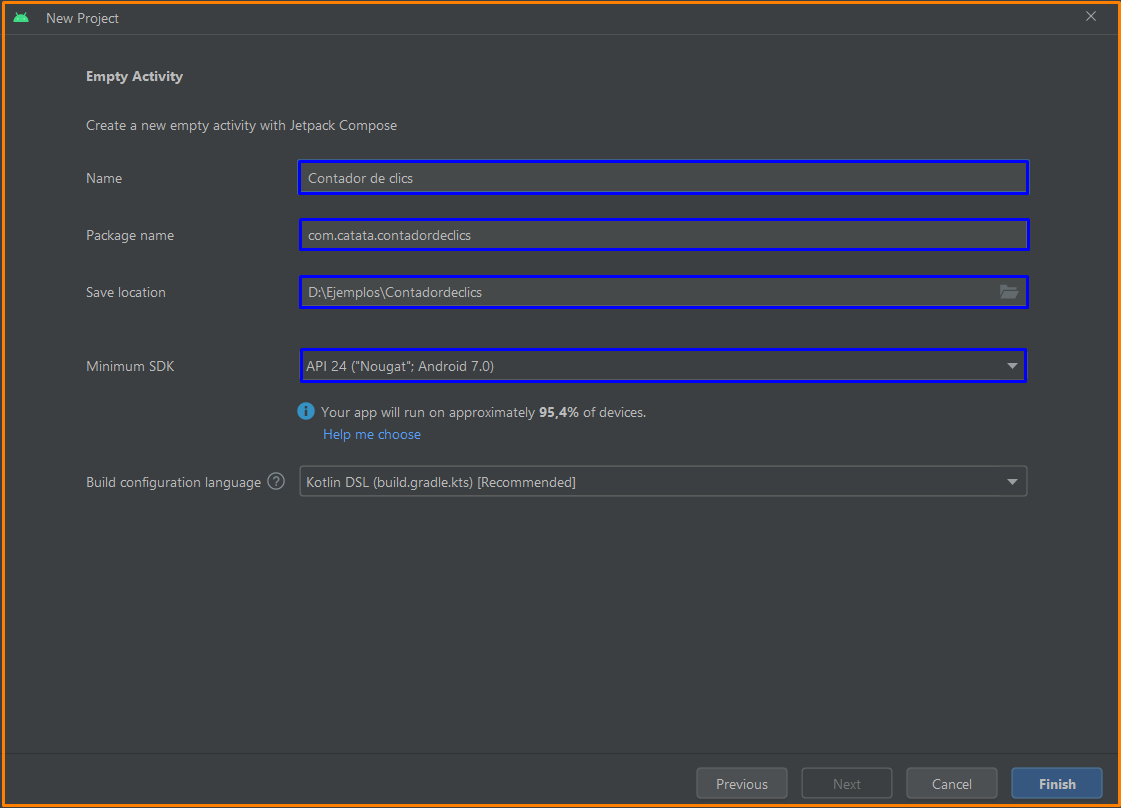 New Project
Empty Activity
Create a new empty activity with Jetpack Compose
Name
Contador de clics
Package name
com.catata.contadordeclics
Save location
D:\Ejemplos\Contadordeclics
Minimum SDK
API 24 ("Nougat"; Android 7.0)
Your app will run on approximately 95,4% of devices.
Help me choose
Build configuration language
Kotlin DSL (build.gradle.kts) [Recommended]
Previous
Next
Cancel
Finish